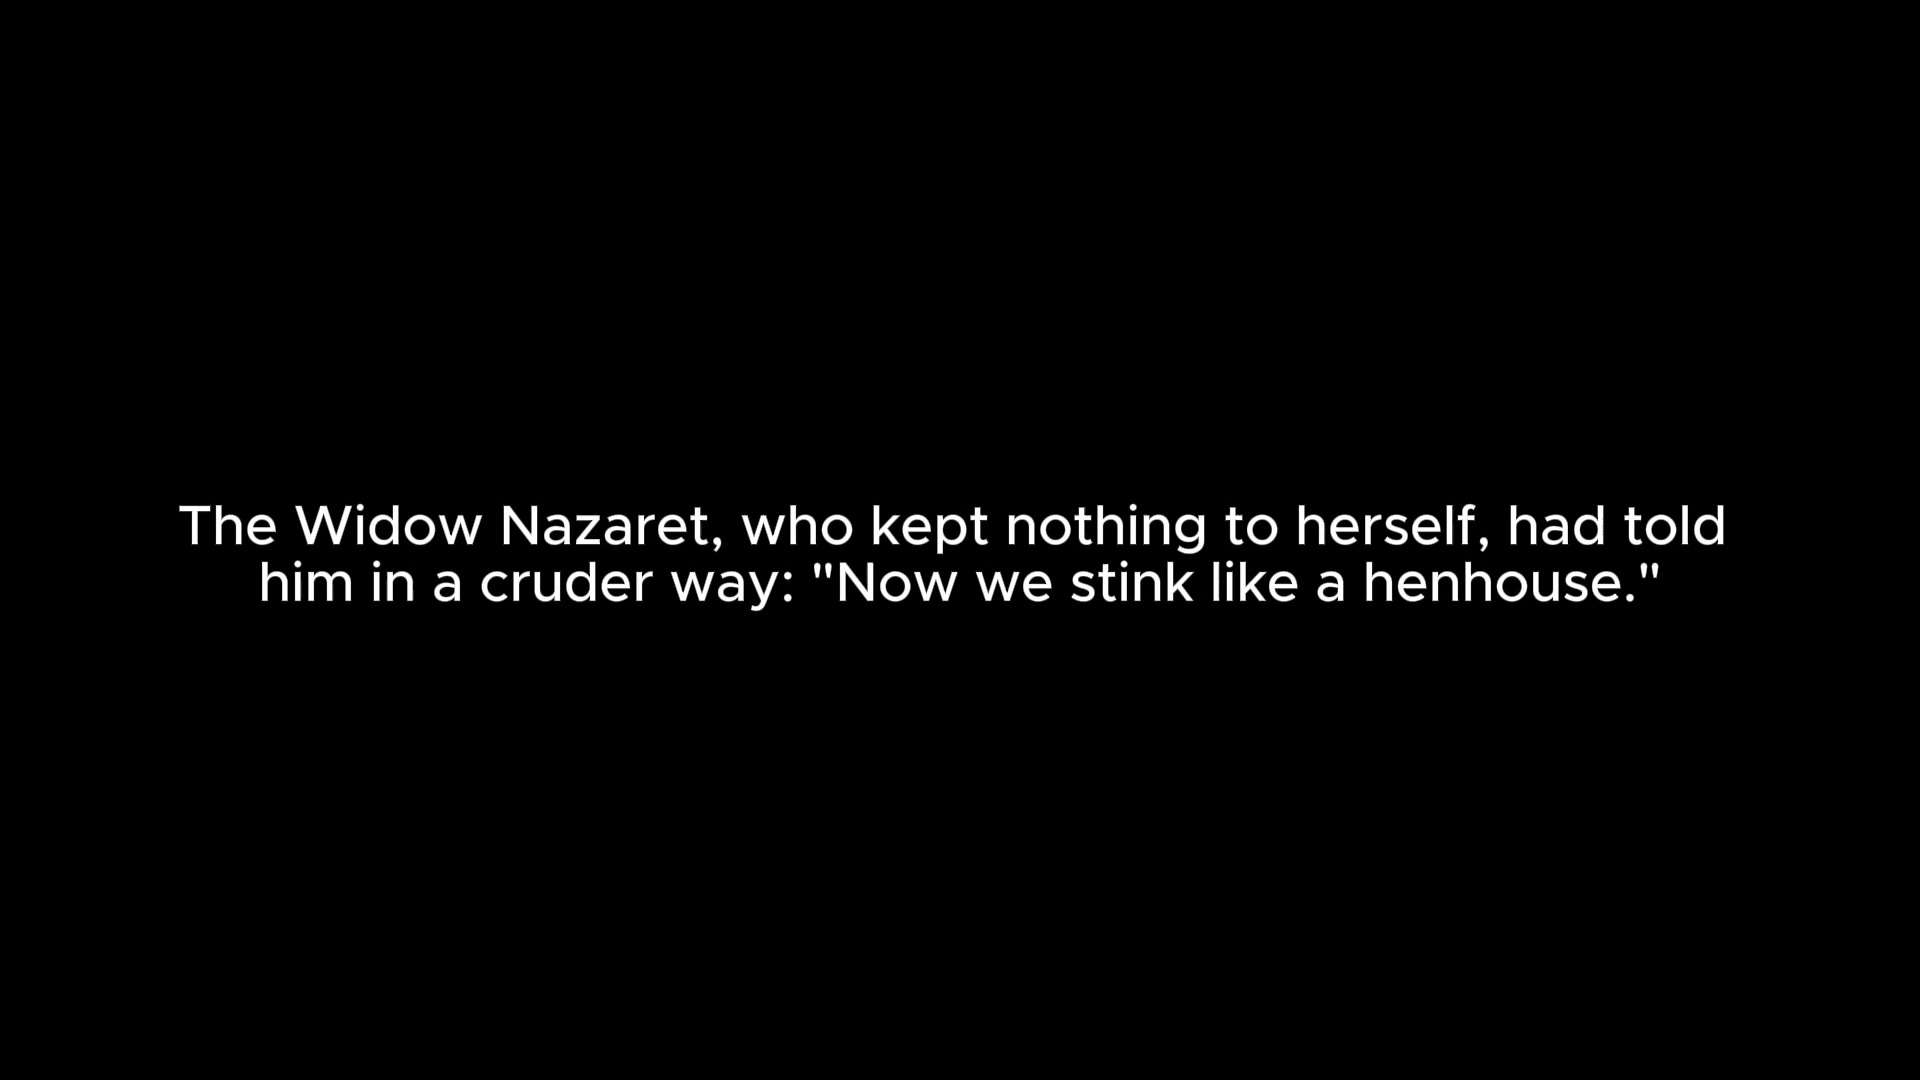 The Widow Nazaret, who kept nothing to herself, had told
him in a cruder way: "Now we stink like a henhouse."